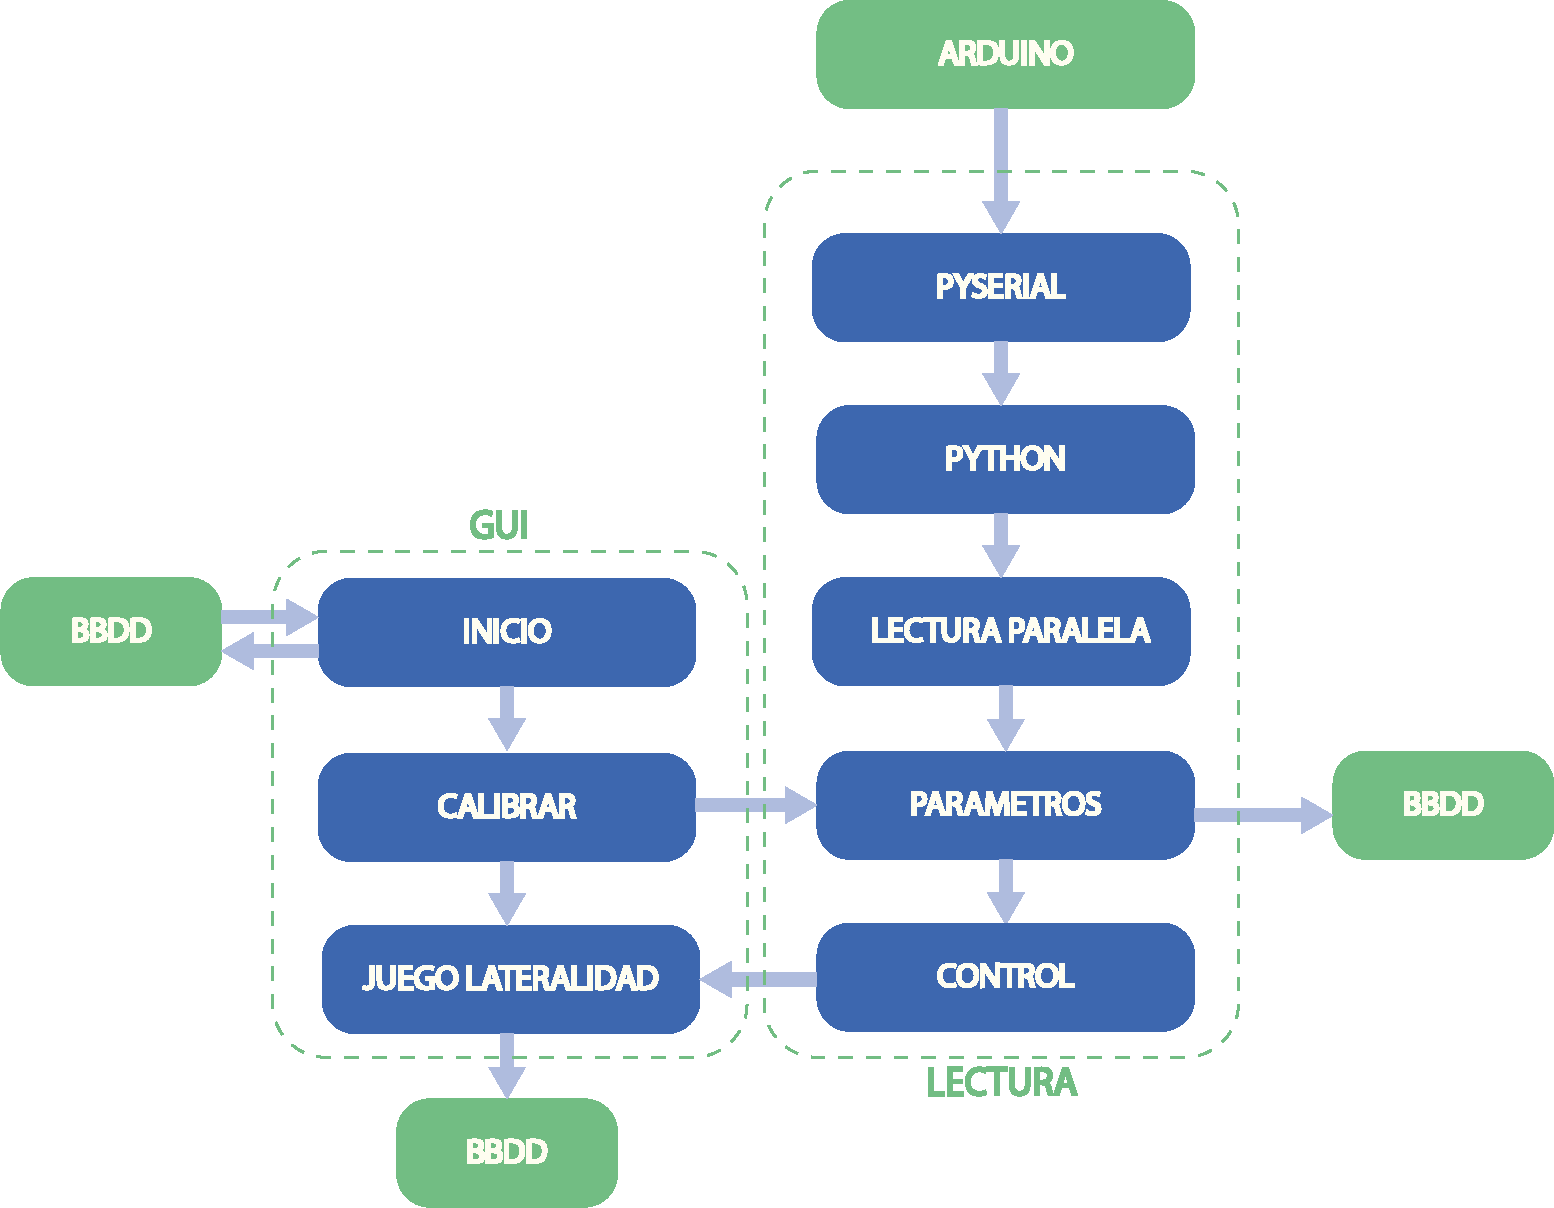 ARDUINO
PYSERIAL
PYTHON
GUI
BBDD
INICIO
LECTURA PARALELA
CALIBRAR
PARAMETROS
BBDD
JUEGO LATERALIDAD
CONTROL
LECTURA
BBDD